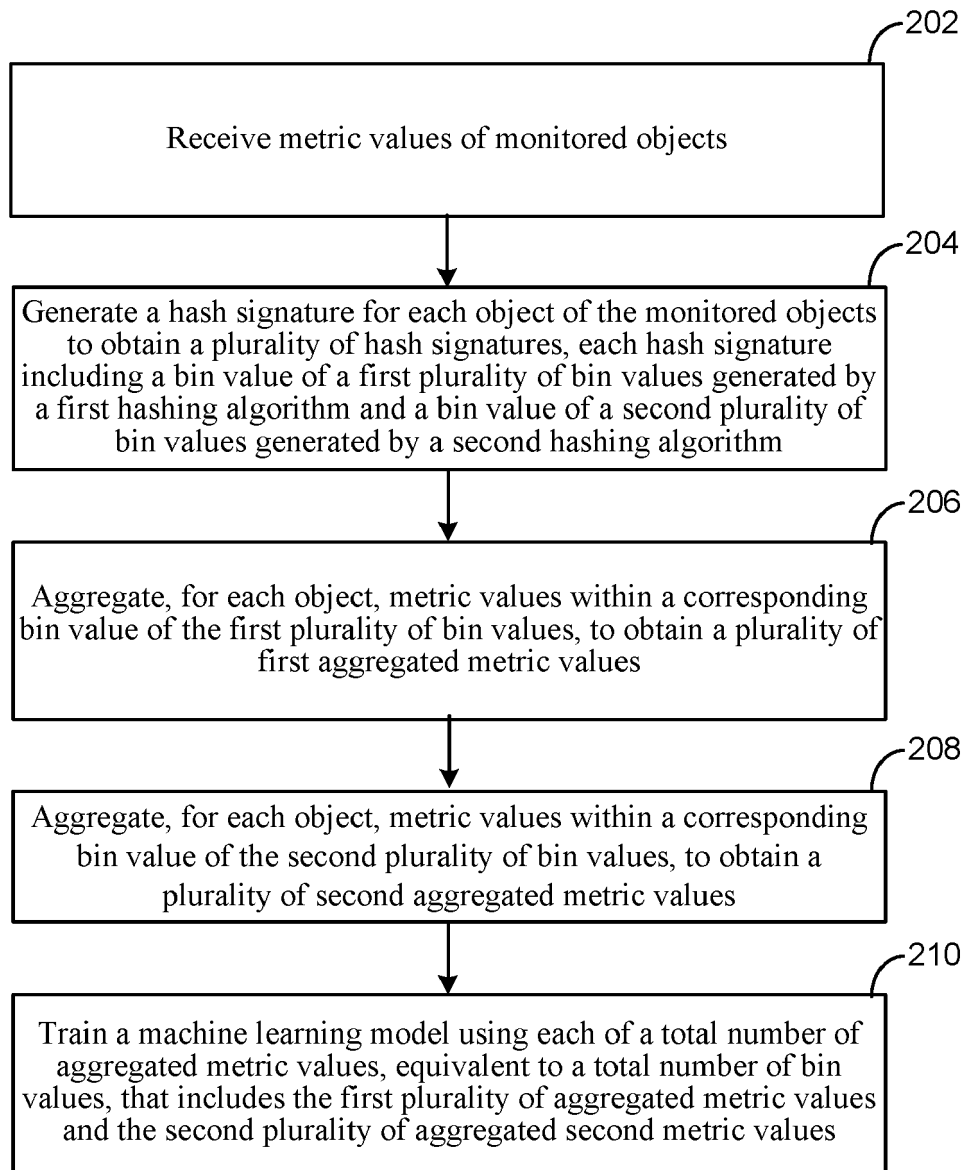 202
Receive metric values of monitored objects
204
Generate a hash signature for each object of the monitored objects
to obtain a plurality of hash signatures, each hash signature
including a bin value of a first plurality of bin values generated by
a first hashing algorithm and a bin value of a second plurality of
bin values generated by a second hashing algorithm
206
Aggregate, for each object, metric values within a corresponding
bin value of the first plurality of bin values, to obtain a plurality of
first aggregated metric values
208
Aggregate, for each object, metric values within a corresponding
bin value of the second plurality of bin values, to obtain a
plurality of second aggregated metric values
210
Train a machine learning model using each of a total number of
aggregated metric values, equivalent to a total number of bin
values, that includes the first plurality of aggregated metric values
and the second plurality of aggregated second metric values